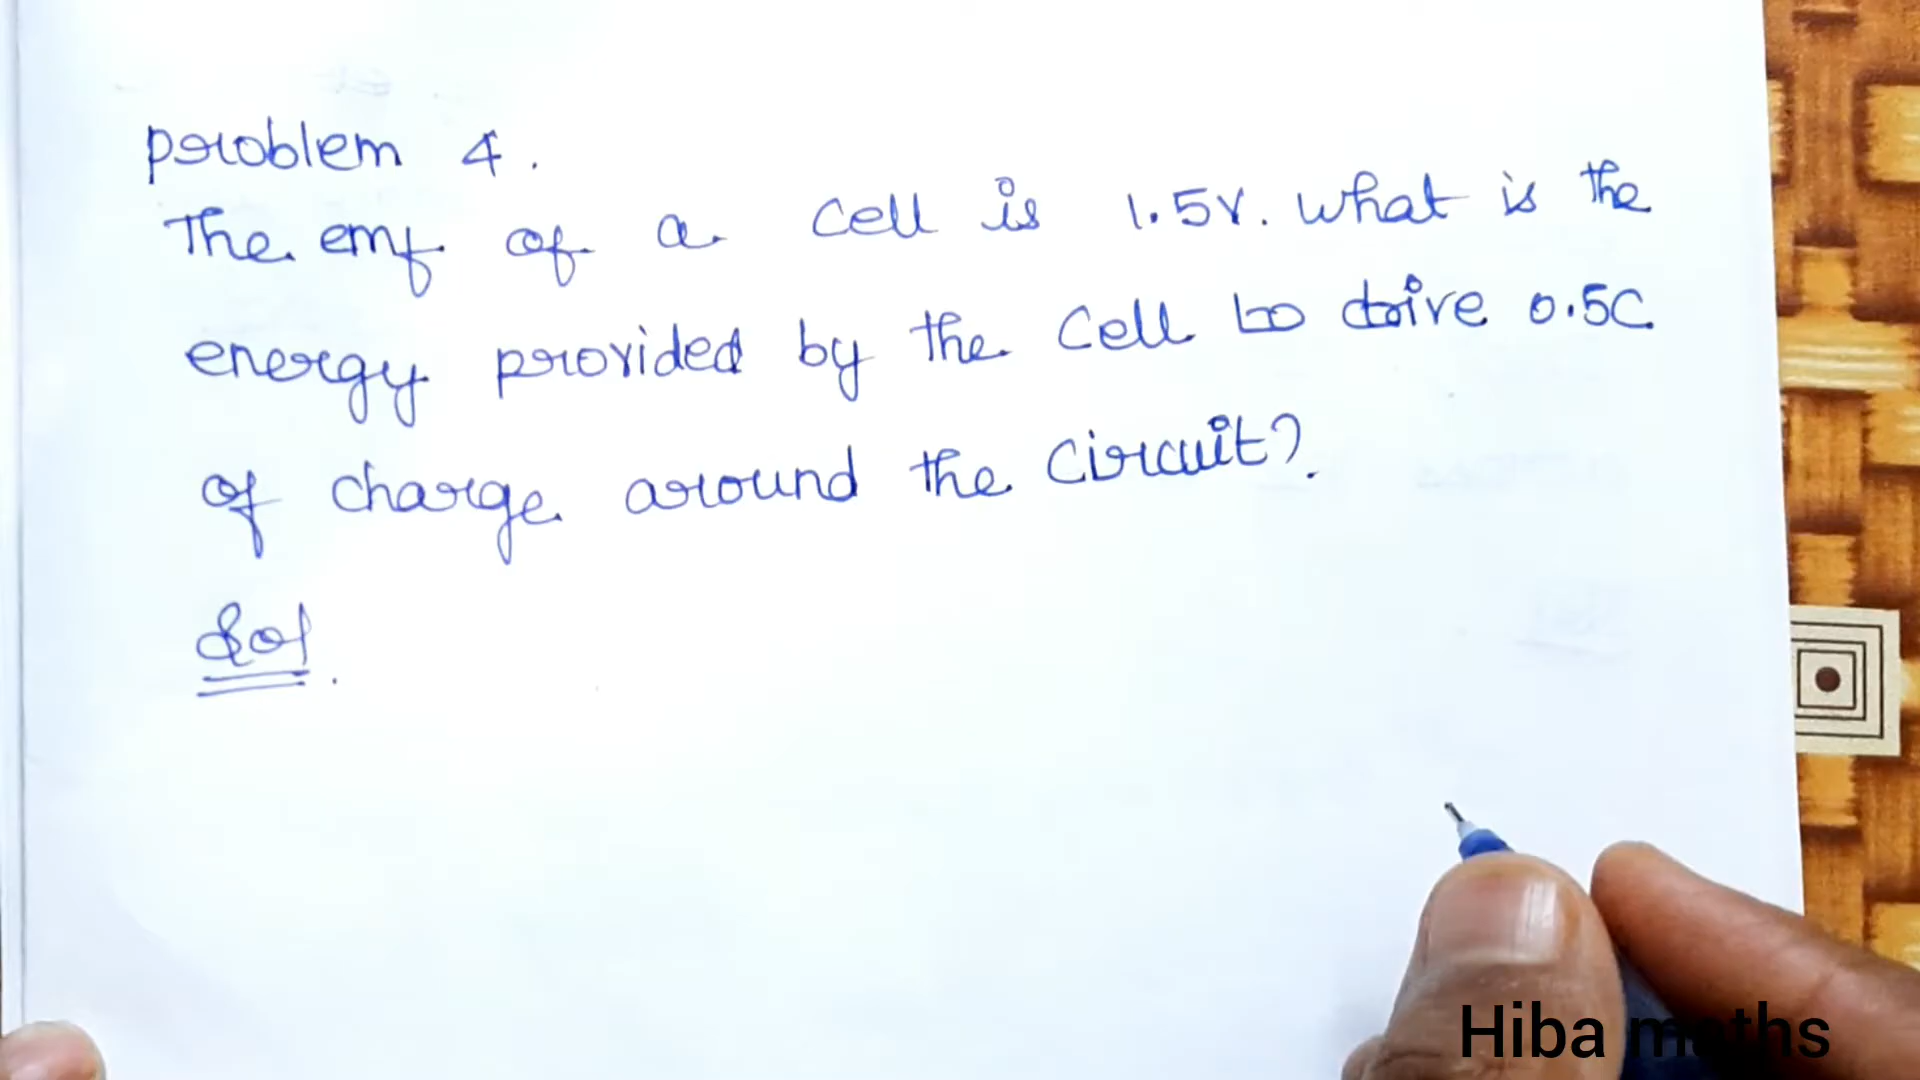 problem 4.
The emf of a cell is 1.5V. what is the
energy provided by the cell to drive 0.5C
of charge around the circuit?
Sol.
Hiba maths